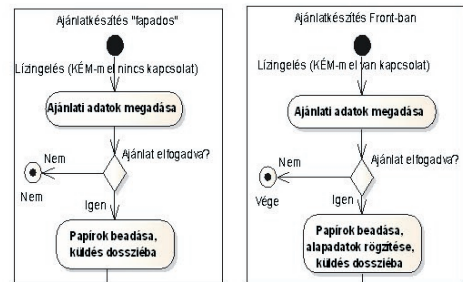 Ajánlatkészítés "fapados"
Lízingelés (KÉM-mel nincs kapcsolat)
Ajánlati adatok megadása
Ajánlat elfogadva?
Nem
Nem
Igen
Papírok beadása,
küldés dossziéba
Ajánlatkészítés Front-ban
Lízingelés (KÉM-mel van kapcsolat)
Ajánlati adatok megadása
Ajánlat elfogadva?
Nem
Vége
Igen
Papírok beadása,
alapadatok rögzítése,
küldés dossziéba